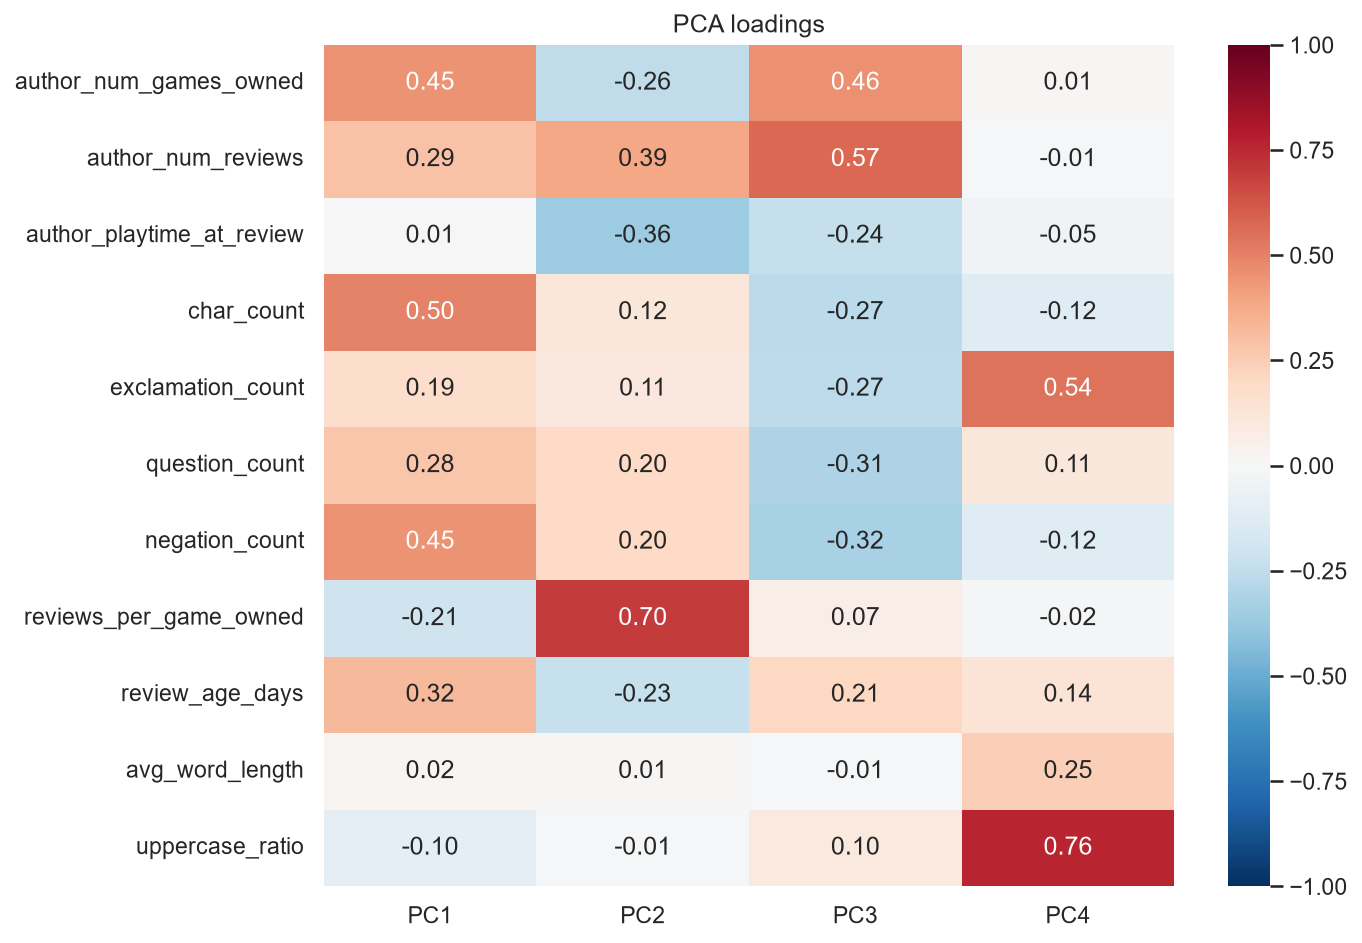 PCA loadings
author_num_games_owned 0.45 -0.26 0.46 0.01
author_num_reviews 0.29 0.39 0.57 -0.01
author_playtime_at_review 0.01 -0.36 -0.24 -0.05
char_count 0.50 0.12 -0.27 -0.12
exclamation_count 0.19 0.11 -0.27 0.54
question_count 0.28 0.20 -0.31 0.11
negation_count 0.45 0.20 -0.32 -0.12
reviews_per_game_owned -0.21 0.70 0.07 -0.02
review_age_days 0.32 -0.23 0.21 0.14
avg_word_length 0.02 0.01 -0.01 0.25
uppercase_ratio -0.10 -0.01 0.10 0.76
PC1 PC2 PC3 PC4
1.00
0.75
0.50
0.25
0.00
−0.25
−0.50
−0.75
−1.00